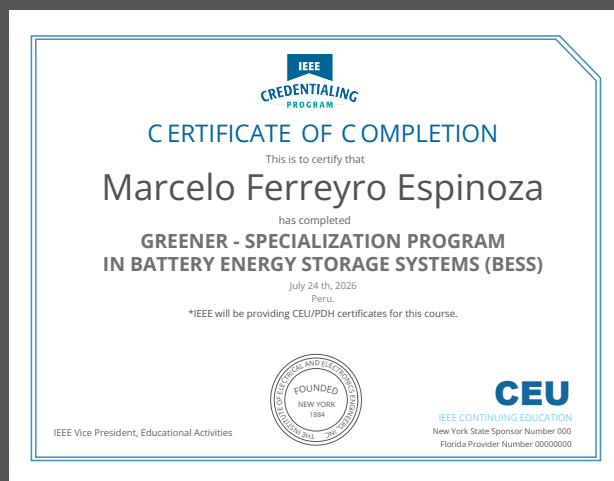 IEEE
CREDENTIALING
PROGRAM
CERTIFICATE OF COMPLETION
This is to certify that
Marcelo Ferreyro Espinoza
has completed
GREENER - SPECIALIZATION PROGRAM
IN BATTERY ENERGY STORAGE SYSTEMS (BESS)
July 24 th, 2026
Peru.
*IEEE will be providing CEU/PDH certificates for this course.
THE INSTITUTE OF ELECTRICAL AND ELECTRONICS ENGINEERS, INC.
FOUNDED
NEW YORK
1884
IEEE Vice President, Educational Activities
CEU
IEEE CONTINUING EDUCATION
New York State Sponsor Number 000
Florida Provider Number 00000000